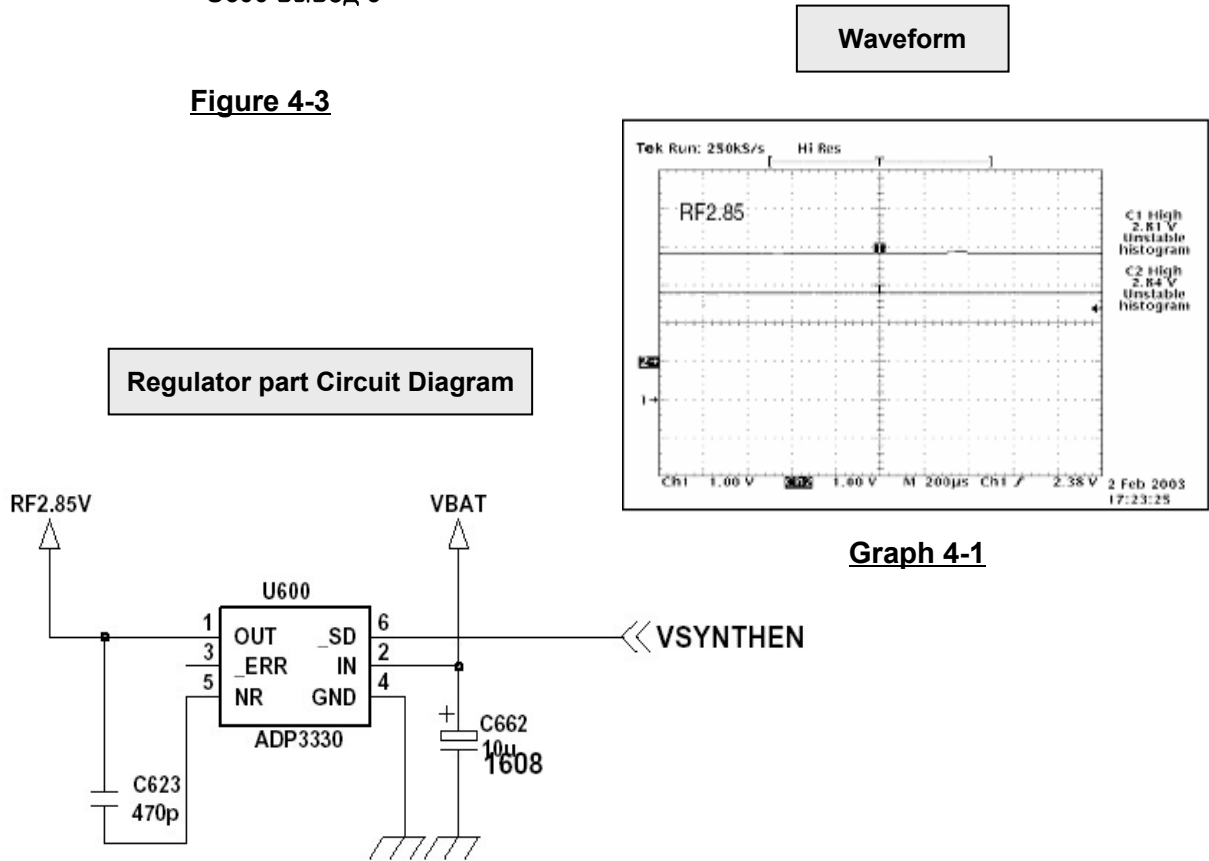 Waveform
Figure 4-3
Tek Run: 250kS/s Hi Res
RF2.85
C1 High
2.81 V
Unstable
histogram
C2 High
2.84 V
Unstable
histogram
2
1
Ch1 1.00 V Ch2 1.00 V M 200µs Ch1 2.38 V
2 Feb 2003
17:23:25
Graph 4-1
Regulator part Circuit Diagram
RF2.85V
VBAT
U600
1 OUT _SD 6
3 _ERR IN 2
5 NR GND 4
ADP3330
VSYNTHEN
+
C662
10u
1608
C623
470p